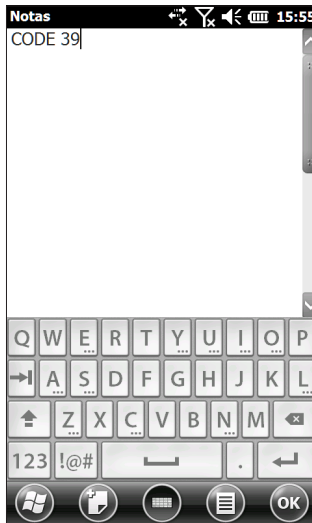 Notas 15:55
CODE 39
Q W E R T Y U I O P
A S D F G H J K L
Z X C V B N M
123 !@# .
OK